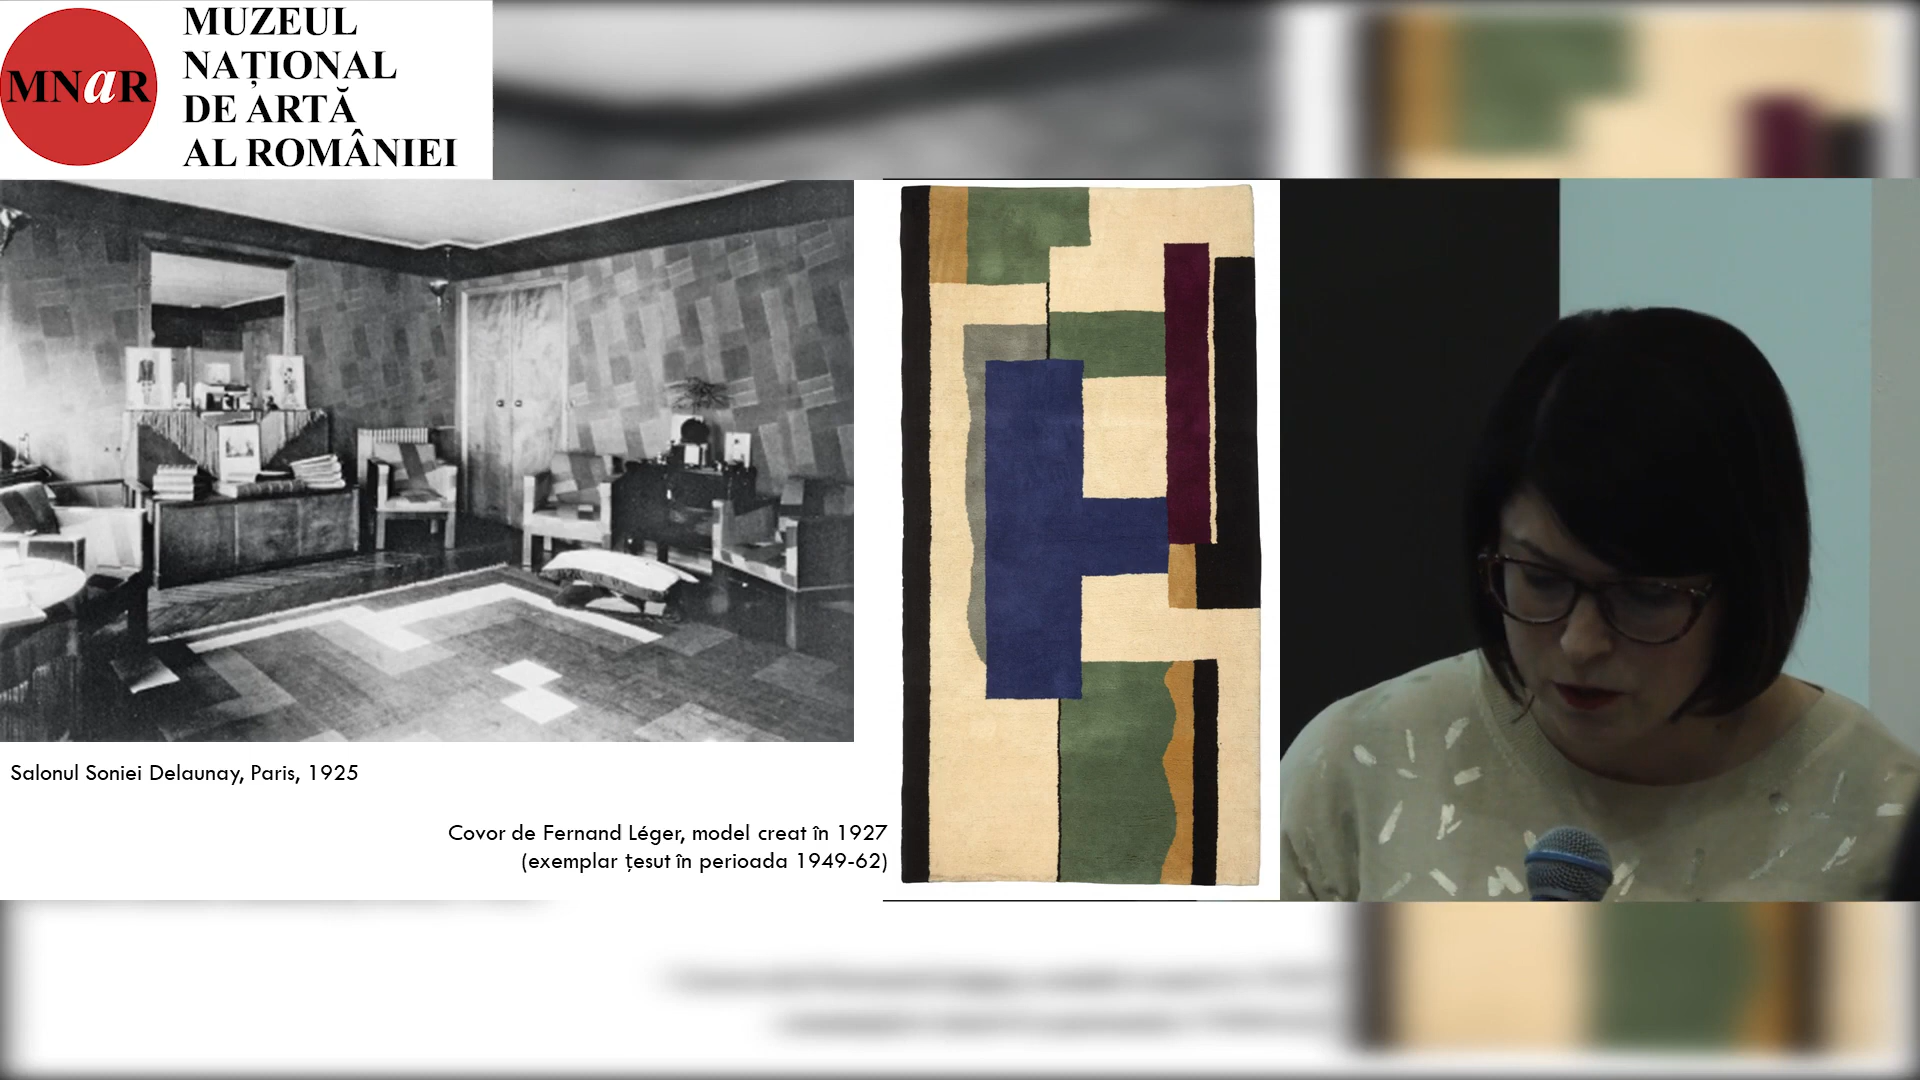 MNaR
MUZEUL
NAȚIONAL
DE ARTĂ
AL ROMÂNIEI
Salonul Soniei Delaunay, Paris, 1925
Covor de Fernand Léger, model creat în 1927
(exemplar țesut în perioada 1949-62)